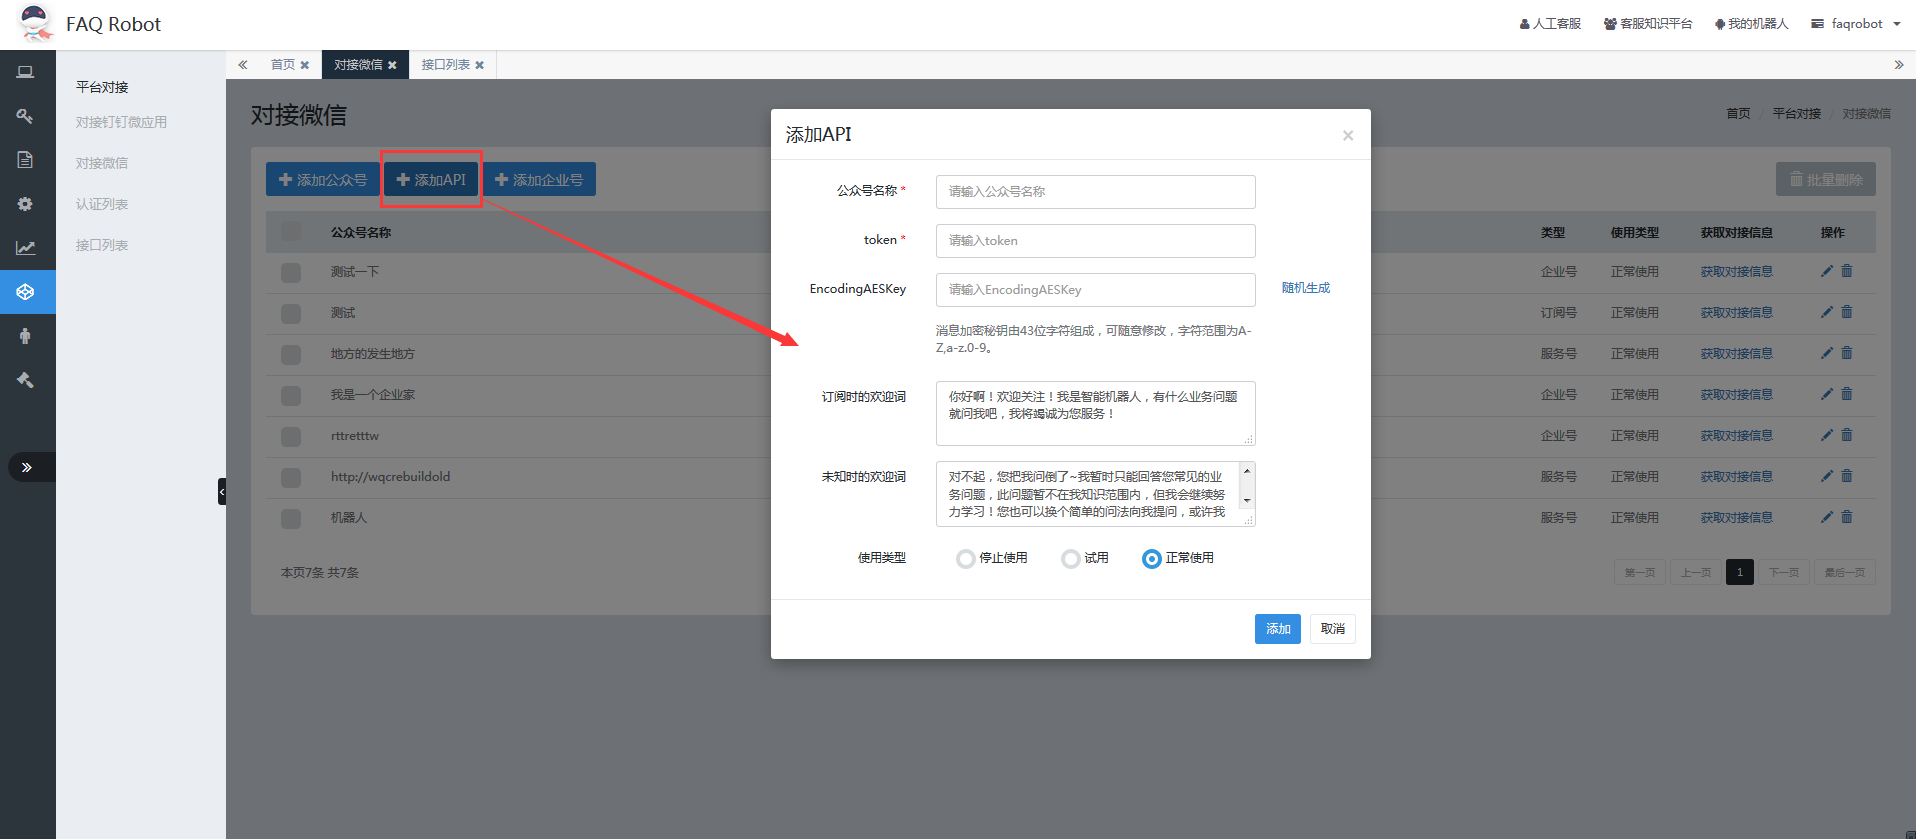 FAQ Robot
人工客服
客服知识平台
我的机器人
faqrobot
首页
对接微信
接口列表
平台对接
对接钉钉微应用
对接微信
认证列表
接口列表
对接微信
首页 / 平台对接 / 对接微信
添加公众号
添加API
添加企业号
批量删除
公众号名称
类型
使用类型
获取对接信息
操作
测试一下
企业号
正常使用
获取对接信息
测试
订阅号
正常使用
获取对接信息
地方的发生地方
服务号
正常使用
获取对接信息
我是一个企业家
企业号
正常使用
获取对接信息
rttretttw
企业号
正常使用
获取对接信息
http://wqcrebuildold
服务号
正常使用
获取对接信息
机器人
服务号
正常使用
获取对接信息
本页7条 共7条
第一页
上一页
1
下一页
最后一页
添加API
×
公众号名称 *
请输入公众号名称
token *
请输入token
EncodingAESKey
请输入EncodingAESKey
随机生成
消息加密秘钥由43位字符组成，可随意修改，字符范围为A-
Z,a-z.0-9。
订阅时的欢迎词
你好啊！欢迎关注！我是智能机器人，有什么业务问题
就问我吧，我将竭诚为您服务！
未知时的欢迎词
对不起，您把我问倒了~我暂时只能回答您常见的业
务问题，此问题暂不在我知识范围内，但我会继续努
力学习！您也可以换个简单的问法向我提问，或许我
使用类型
停止使用
试用
正常使用
添加
取消